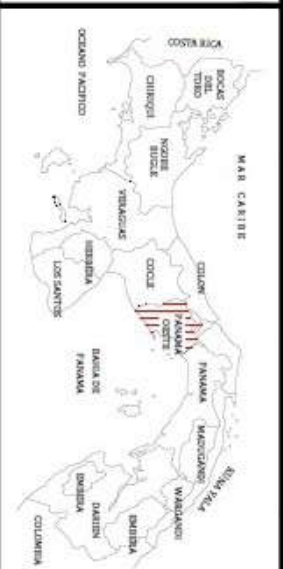 COSTA RICA
BOCAS
DEL
TORO
MAR CARIBE
CHIRIQUI
NGOBE
BUGLE
OCEANO PACIFICO
VERAGUAS
COCLE
COLON
HERRERA
LOS SANTOS
PANAMA
OESTE
PANAMA
BAHIA DE
PANAMA
MADUGANDI
KUNA YALA
WARGANDI
EMBERA
DARIEN
EMBERA
COLOMBIA